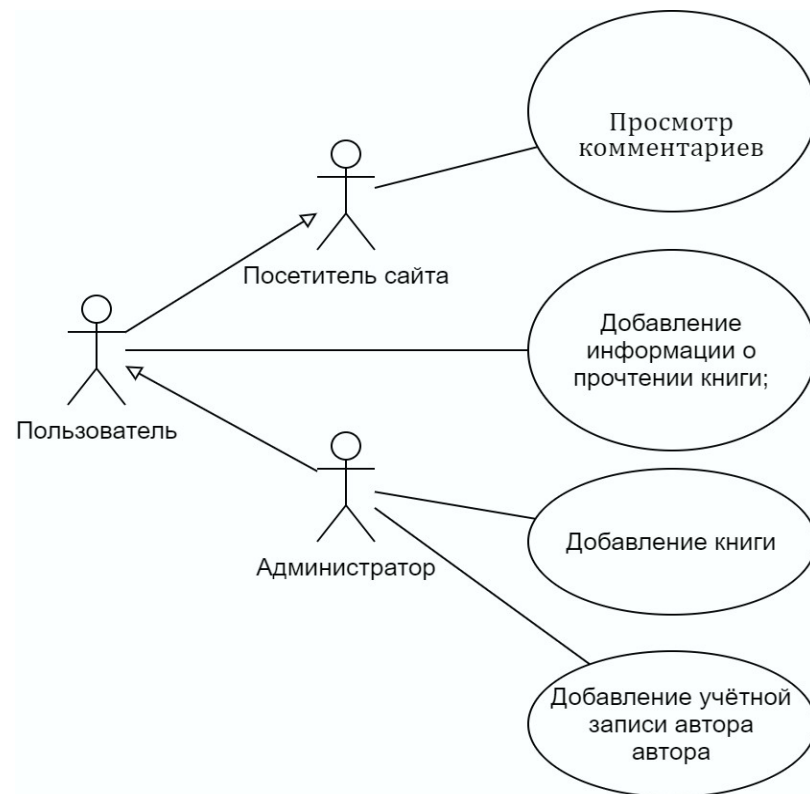 Просмотр
комментариев
Посетитель сайта
Добавление
информации о
прочтении книги;
Пользователь
Добавление книги
Администратор
Добавление учётной
записи автора
автора